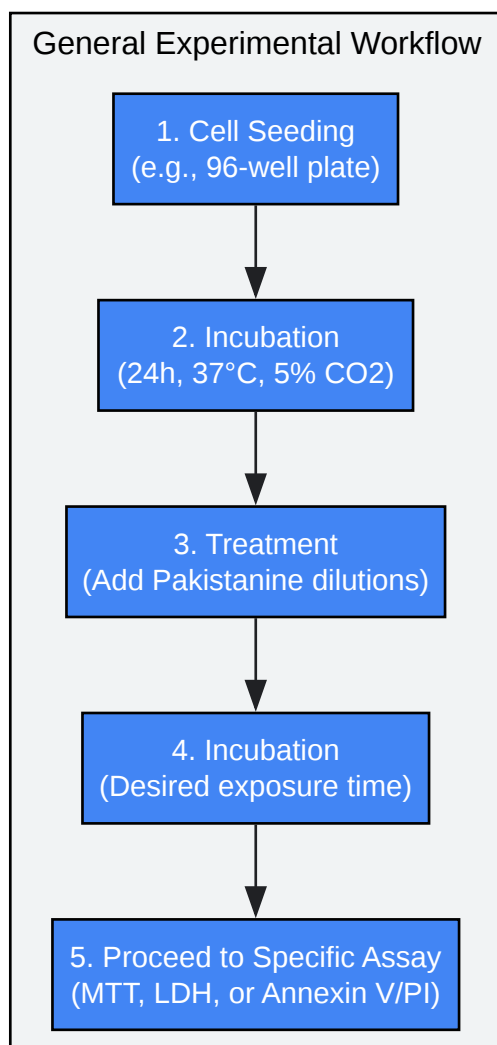 General Experimental Workflow
1. Cell Seeding
(e.g., 96-well plate)
2. Incubation
(24h, 37°C, 5% CO2)
3. Treatment
(Add Pakistanine dilutions)
4. Incubation
(Desired exposure time)
5. Proceed to Specific Assay
(MTT, LDH, or Annexin V/PI)